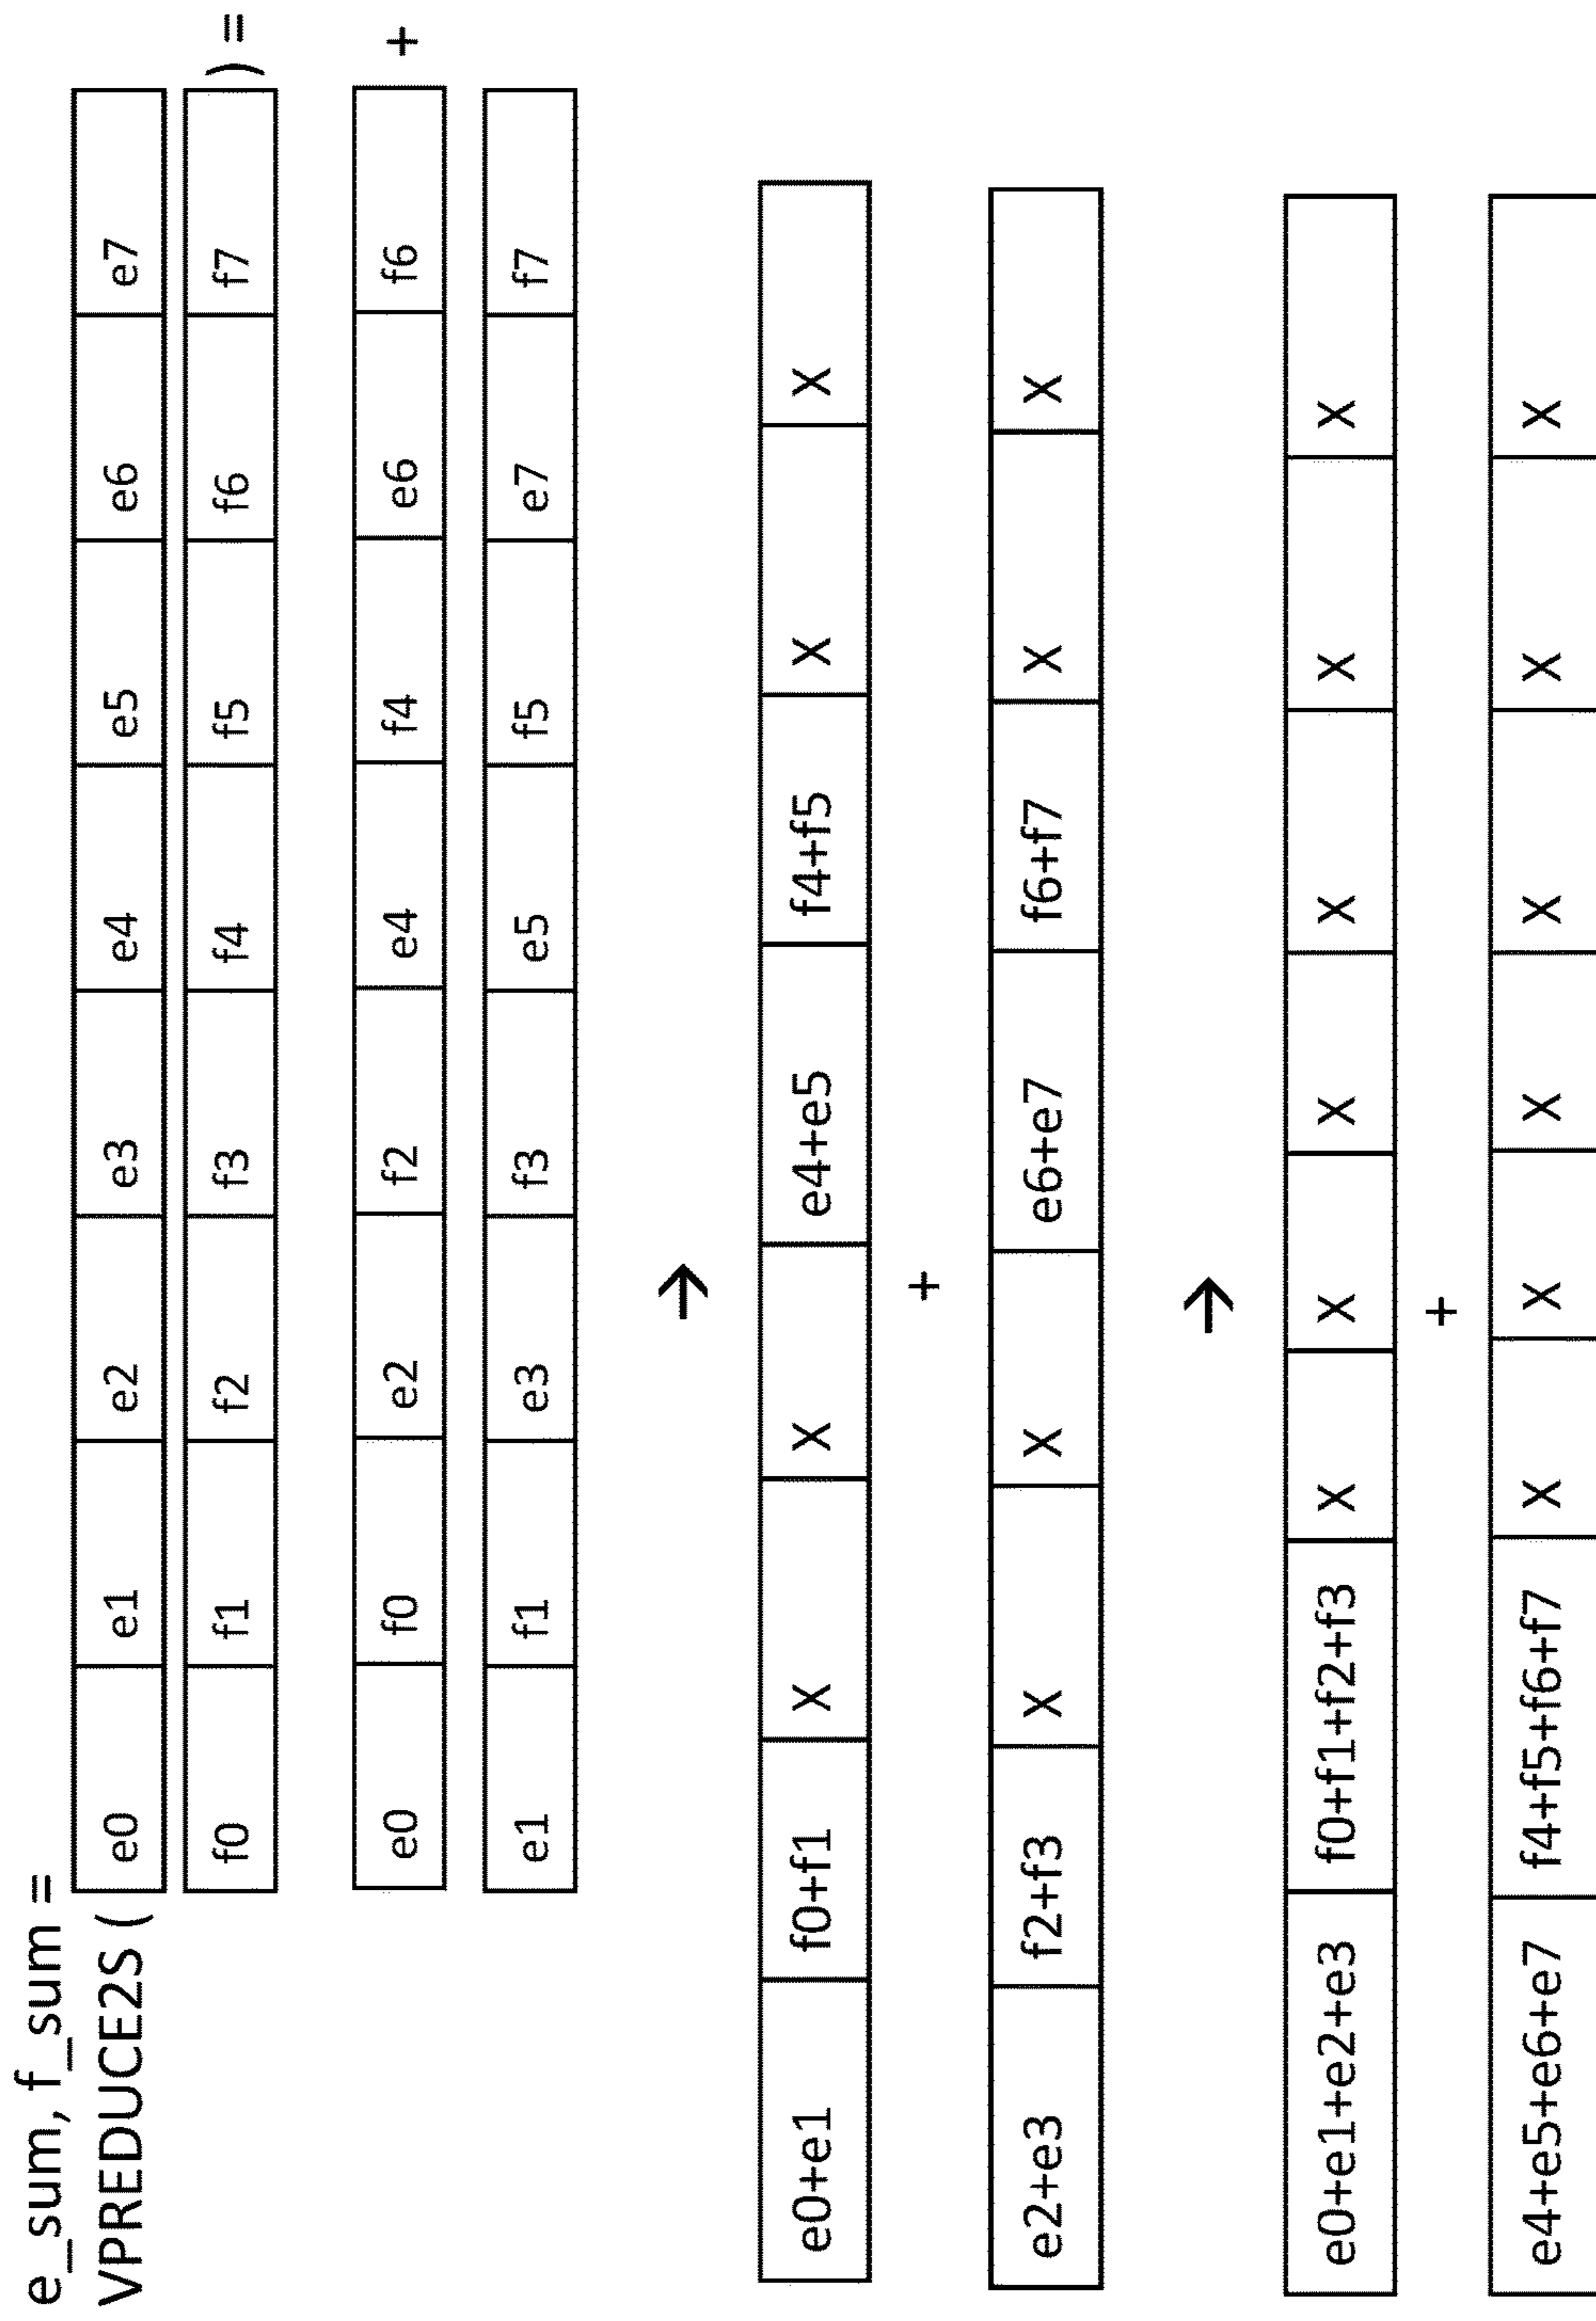 e_sum, f_sum =
VPREDUCE2S (
e0 e1 e2 e3 e4 e5 e6 e7
f0 f1 f2 f3 f4 f5 f6 f7 ) =
e0 f0 e2 f2 e4 f4 e6 f6 +
e1 f1 e3 f3 e5 f5 e7 f7
→
e0+e1 f0+f1 X X e4+e5 f4+f5 X X
+
e2+e3 f2+f3 X X e6+e7 f6+f7 X X
→
e0+e1+e2+e3 f0+f1+f2+f3 X X X X X X
+
e4+e5+e6+e7 f4+f5+f6+f7 X X X X X X